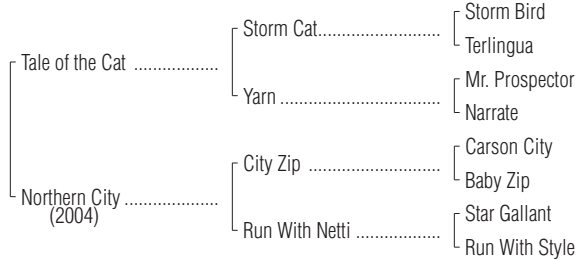 Storm Bird
Storm Cat..............................
Terlingua
Tale of the Cat .....................
Mr. Prospector
Yarn ........................................
Narrate
Carson City
City Zip .................................
Baby Zip
Northern City .......................
(2004)
Star Gallant
Run With Netti .....................
Run With Style